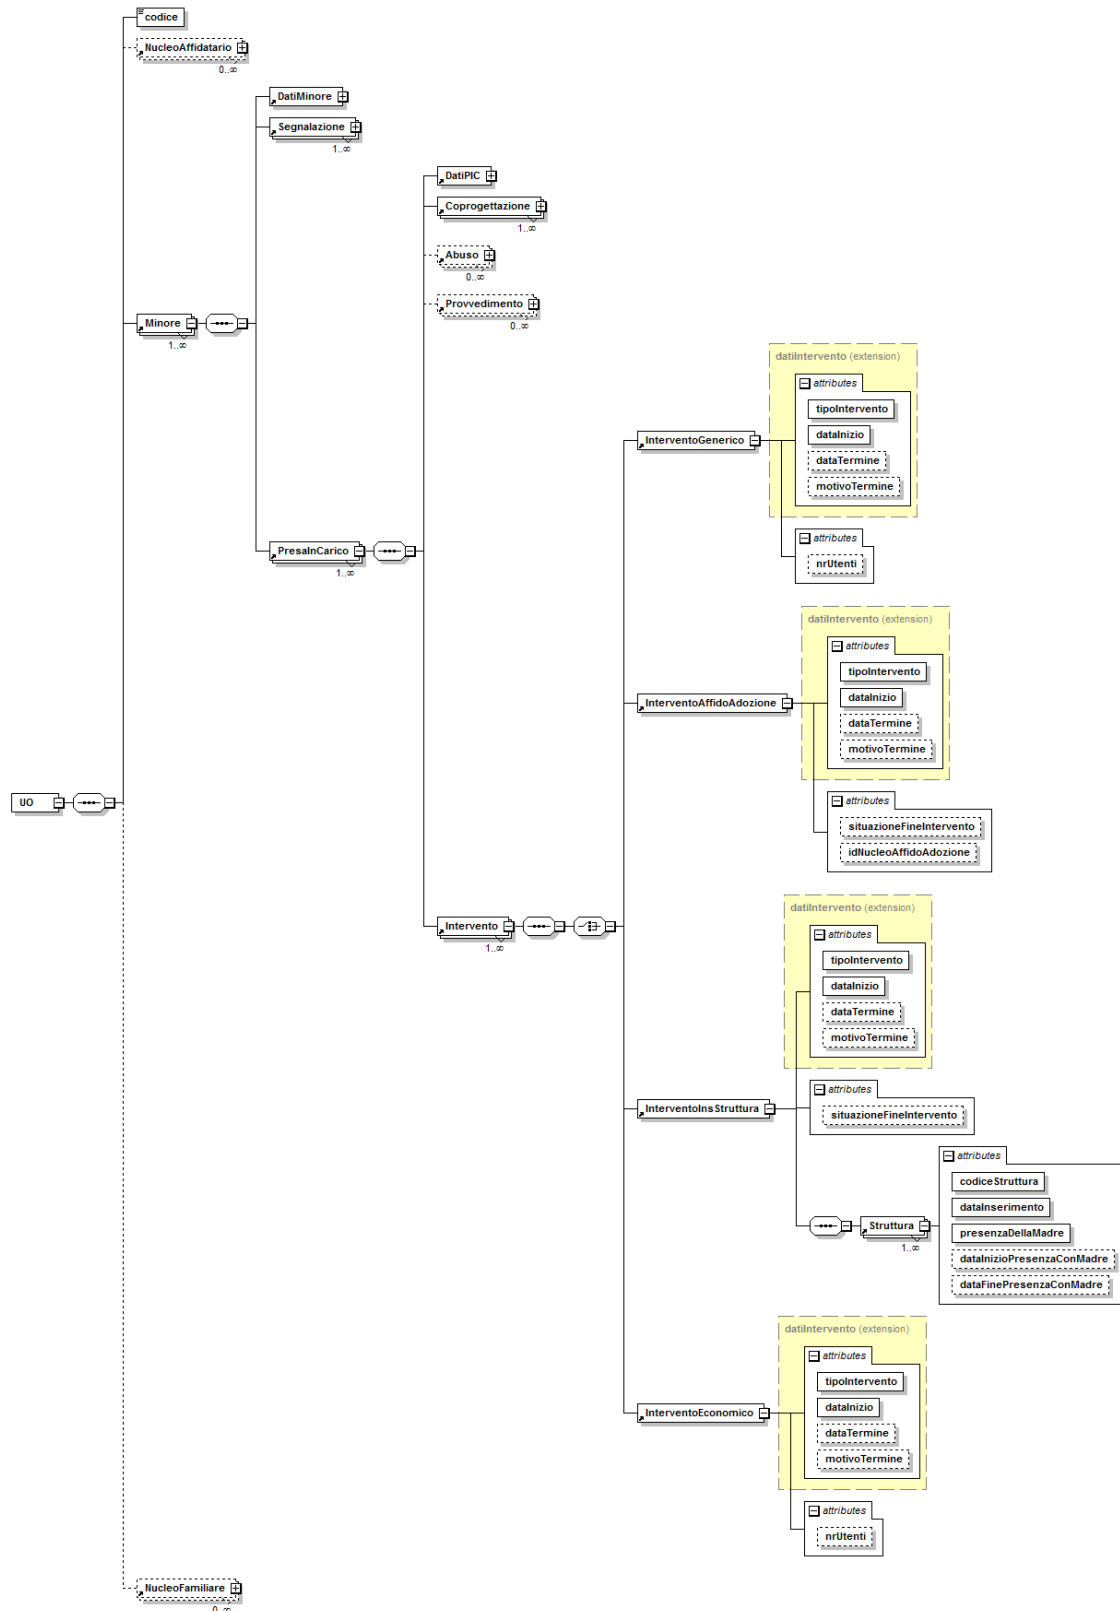 codice
NucleoAffidatario
0..∞
DatiMinore
Segnalazione
1..∞
DatiPIC
Coprogettazione
1..∞
Abuso
0..∞
Provvedimento
0..∞
Minore
1..∞
datiIntervento (extension)
attributes
tipoIntervento
dataInizio
dataTermine
motivoTermine
InterventoGenerico
attributes
nrUtenti
PresaInCarico
1..∞
datiIntervento (extension)
attributes
tipoIntervento
dataInizio
dataTermine
motivoTermine
InterventoAffidoAdozione
attributes
situazioneFineIntervento
idNucleoAffidoAdozione
UO
datiIntervento (extension)
attributes
tipoIntervento
dataInizio
dataTermine
motivoTermine
Intervento
1..∞
InterventoInsStruttura
attributes
situazioneFineIntervento
attributes
codiceStruttura
dataInserimento
presenzaDellaMadre
dataInizioPresenzaConMadre
dataFinePresenzaConMadre
Struttura
1..∞
datiIntervento (extension)
attributes
tipoIntervento
dataInizio
dataTermine
motivoTermine
InterventoEconomico
attributes
nrUtenti
NucleoFamiliare
0..∞